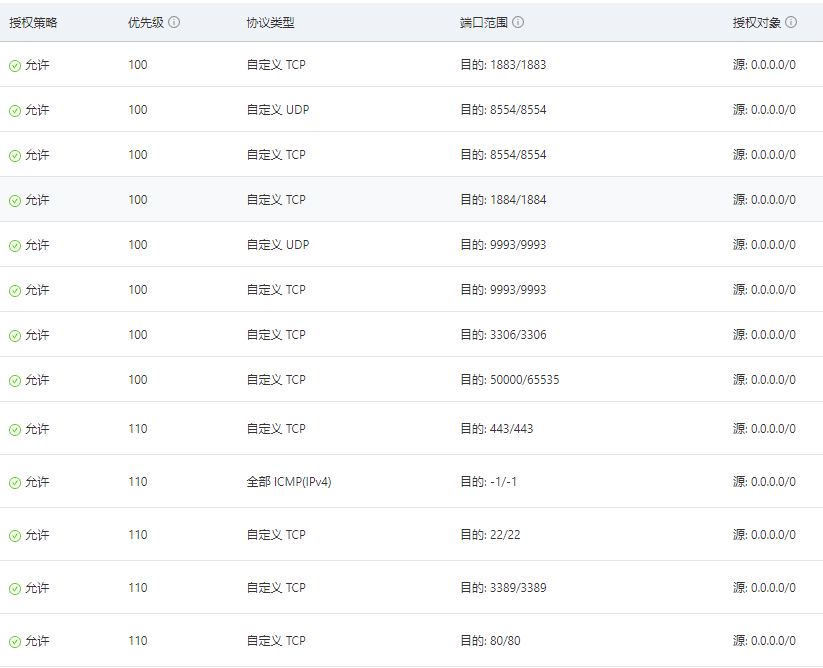 授权策略 优先级 协议类型 端口范围 授权对象
允许 100 自定义 TCP 目的: 1883/1883 源: 0.0.0.0/0
允许 100 自定义 UDP 目的: 8554/8554 源: 0.0.0.0/0
允许 100 自定义 TCP 目的: 8554/8554 源: 0.0.0.0/0
允许 100 自定义 TCP 目的: 1884/1884 源: 0.0.0.0/0
允许 100 自定义 UDP 目的: 9993/9993 源: 0.0.0.0/0
允许 100 自定义 TCP 目的: 9993/9993 源: 0.0.0.0/0
允许 100 自定义 TCP 目的: 3306/3306 源: 0.0.0.0/0
允许 100 自定义 TCP 目的: 50000/65535 源: 0.0.0.0/0
允许 110 自定义 TCP 目的: 443/443 源: 0.0.0.0/0
允许 110 全部 ICMP(IPv4) 目的: -1/-1 源: 0.0.0.0/0
允许 110 自定义 TCP 目的: 22/22 源: 0.0.0.0/0
允许 110 自定义 TCP 目的: 3389/3389 源: 0.0.0.0/0
允许 110 自定义 TCP 目的: 80/80 源: 0.0.0.0/0